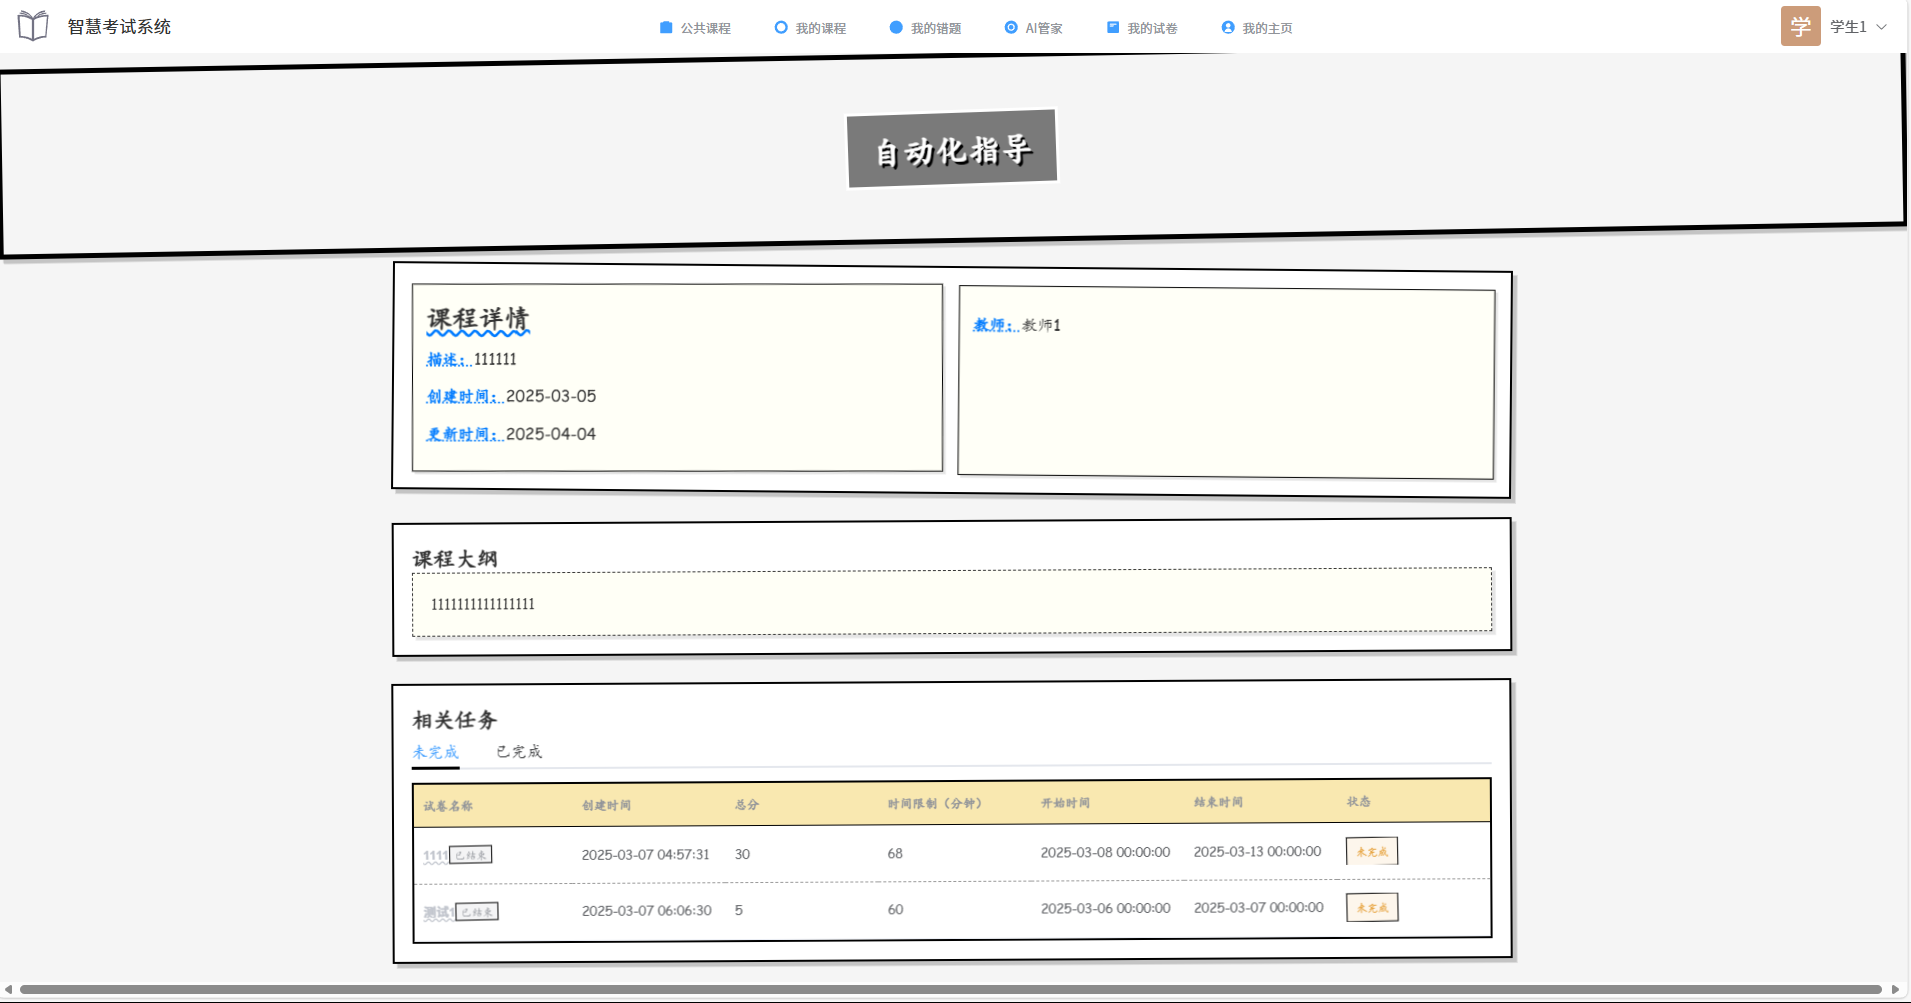 智慧考试系统
公共课程 我的课程 我的错题 AI管家 我的试卷 我的主页
学 学生1
自动化指导
课程详情
描述：111111
创建时间：2025-03-05
更新时间：2025-04-04
教师：教师1
课程大纲
1111111111111111
相关任务
未完成 已完成
试卷名称 创建时间 总分 时间限制（分钟） 开始时间 结束时间 状态
1111 已结束 2025-03-07 04:57:31 30 68 2025-03-08 00:00:00 2025-03-13 00:00:00 未完成
测试1 已结束 2025-03-07 06:06:30 5 60 2025-03-06 00:00:00 2025-03-07 00:00:00 未完成